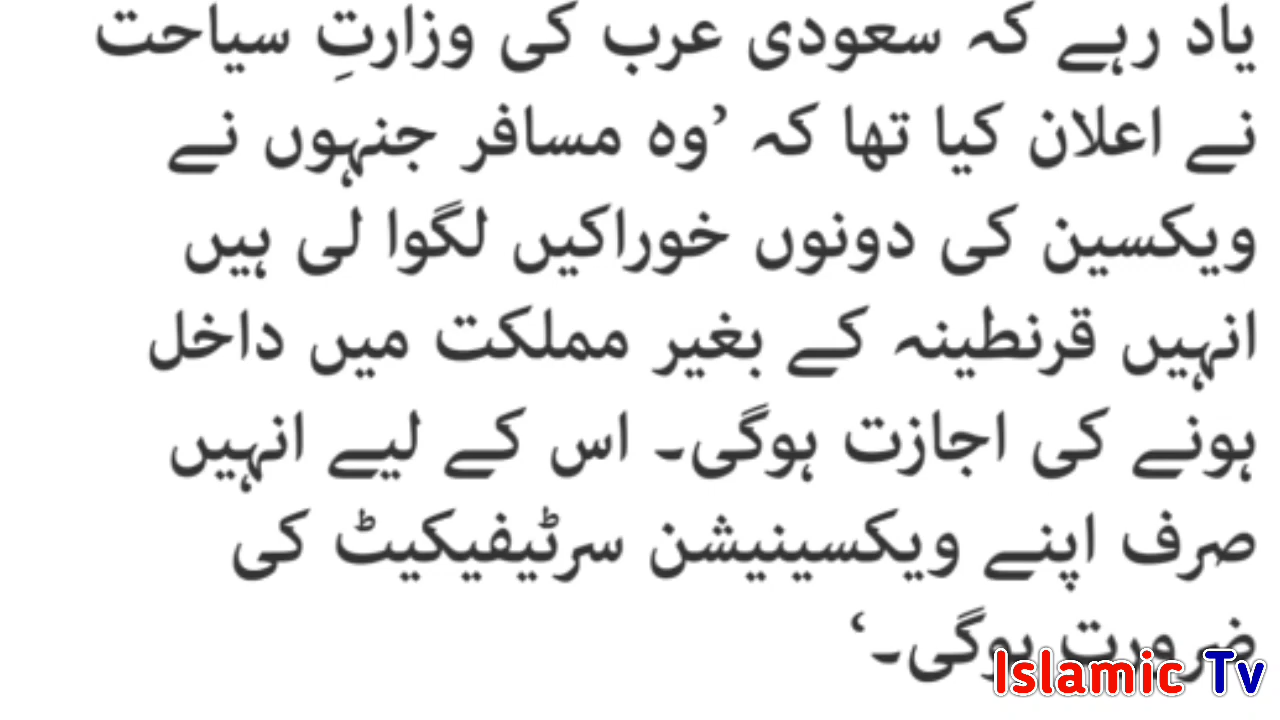 یاد رہے کہ سعودی عرب کی وزارتِ سیاحت
نے اعلان کیا تھا کہ ’وہ مسافر جنہوں نے
ویکسین کی دونوں خوراکیں لگوا لی ہیں
انہیں قرنطینہ کے بغیر مملکت میں داخل
ہونے کی اجازت ہوگی۔ اس کے لیے انہیں
صرف اپنے ویکسینیشن سرٹیفیکیٹ کی
ضرورت ہوگی۔‘
Islamic Tv